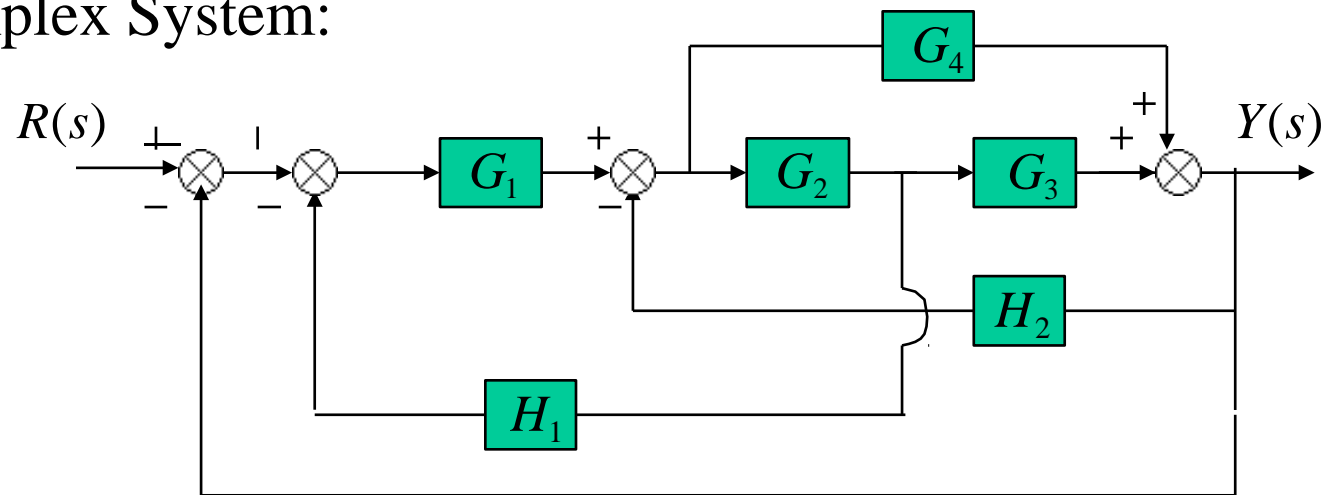 plex System:
G₄
R(s) + Y(s)
− −
+ G₁ + − G₂ G₃ + +
H₂
H₁